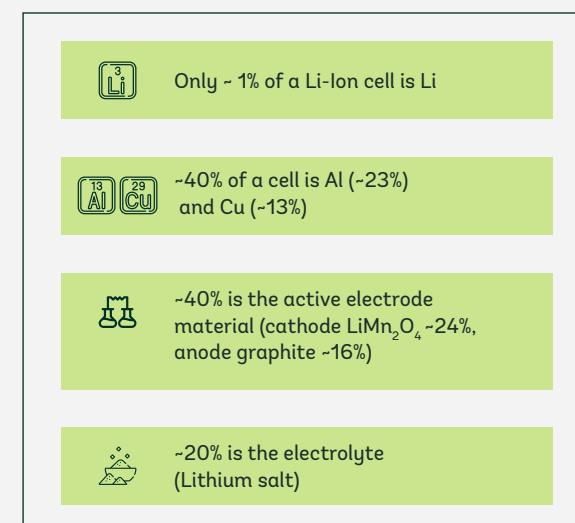 3
Li
Only ~ 1% of a Li-Ion cell is Li
13
Al
29
Cu
~40% of a cell is Al (~23%)
and Cu (~13%)
~40% is the active electrode
material (cathode LiMn₂O₄ ~24%,
anode graphite ~16%)
~20% is the electrolyte
(Lithium salt)